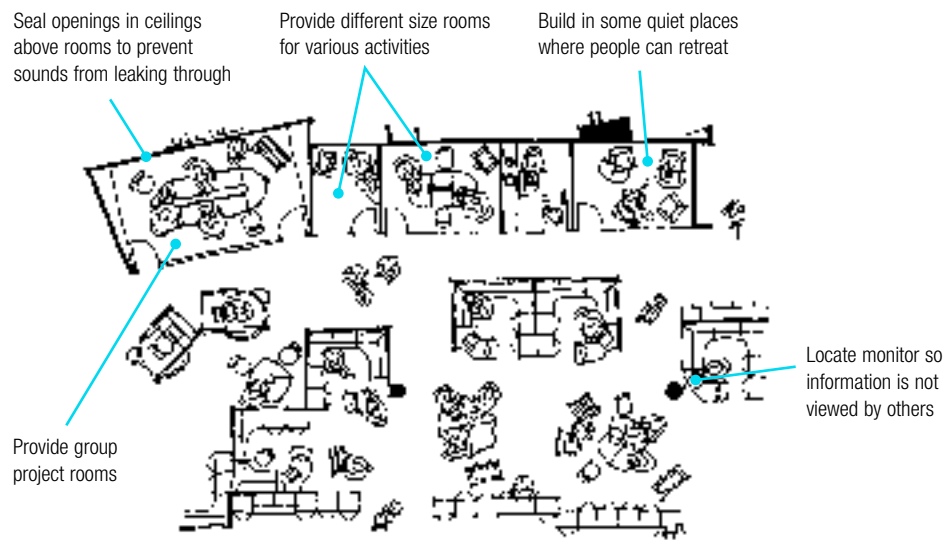 Seal openings in ceilings
above rooms to prevent
sounds from leaking through
Provide different size rooms
for various activities
Build in some quiet places
where people can retreat
Locate monitor so
information is not
viewed by others
Provide group
project rooms